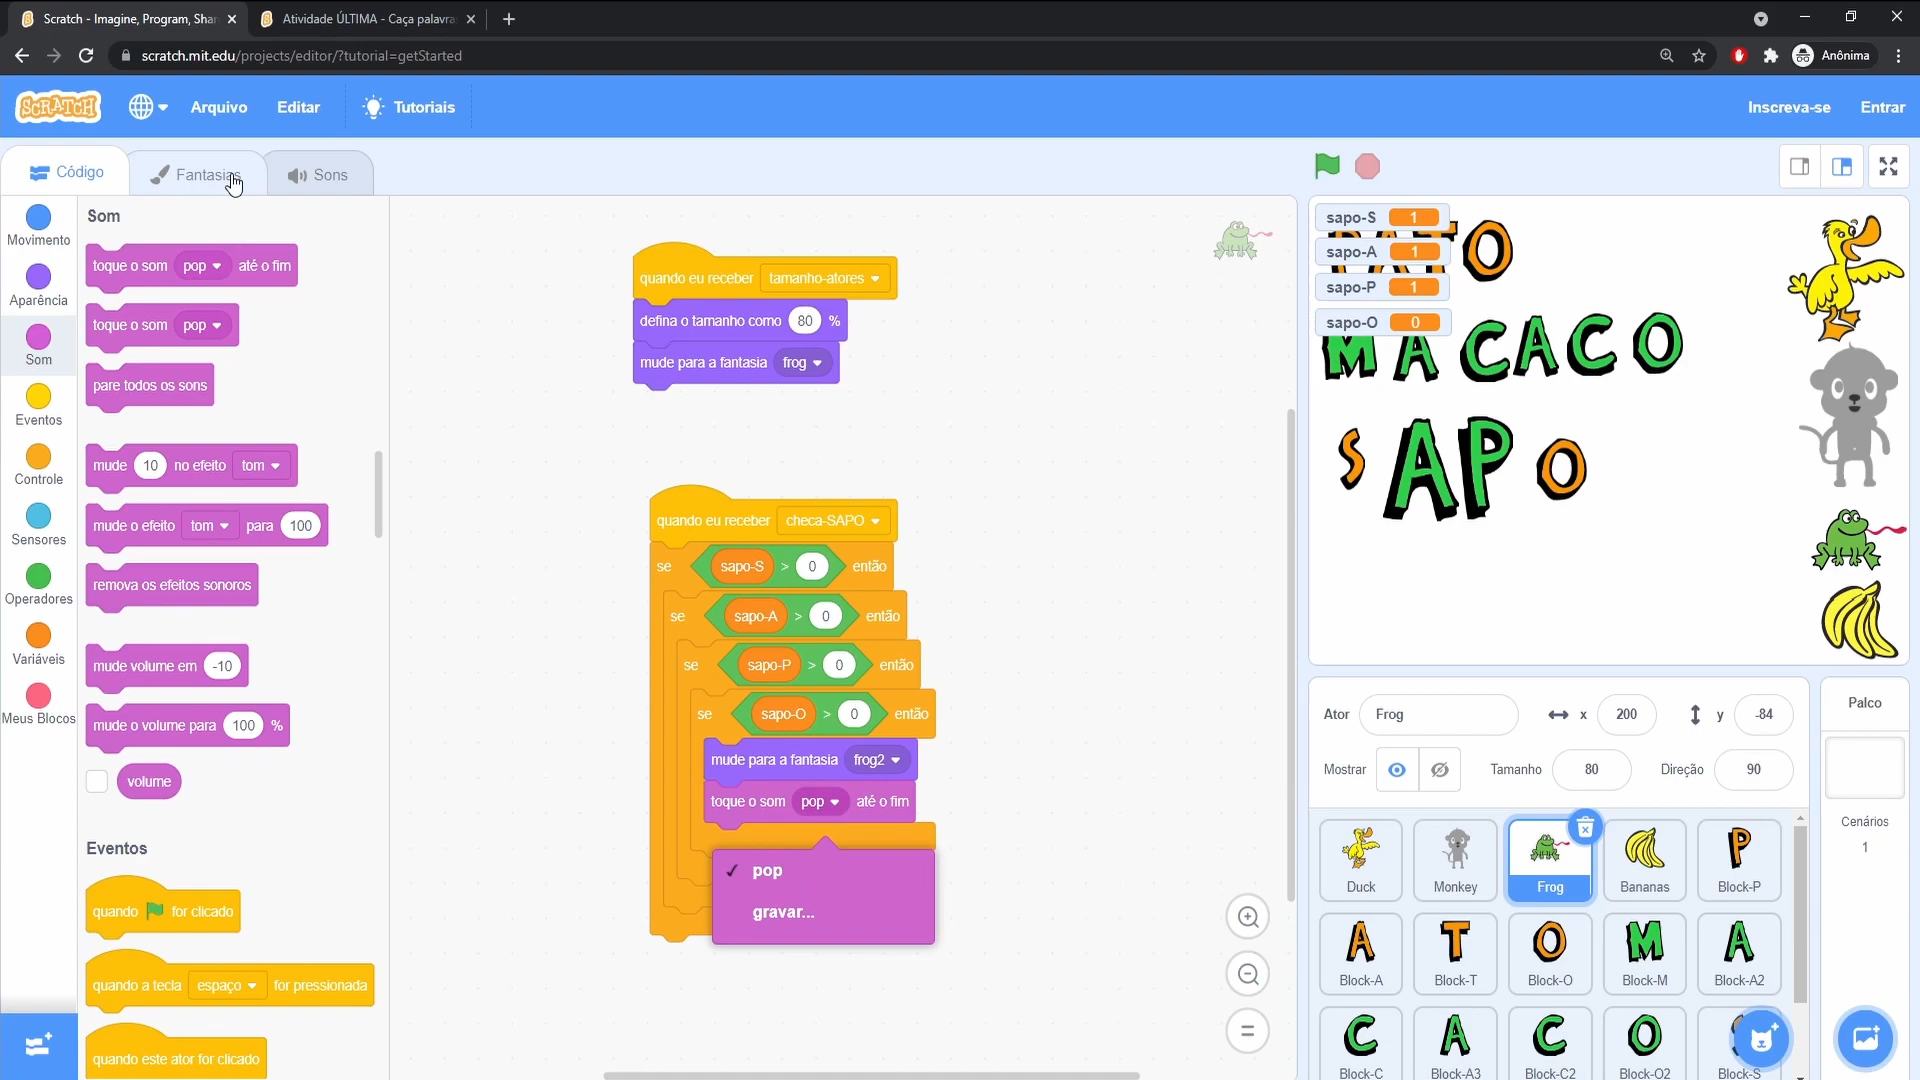 Scratch - Imagine, Program, Shar
Atividade ÚLTIMA - Caça palavra
scratch.mit.edu/projects/editor/?tutorial=getStarted
Anônima
SCRATCH
Arquivo
Editar
Tutoriais
Inscreva-se
Entrar
Código
Fantasias
Sons
Movimento
Aparência
Som
Eventos
Controle
Sensores
Operadores
Variáveis
Meus Blocos
Som
toque o som pop até o fim
toque o som pop
pare todos os sons
mude 10 no efeito tom
mude o efeito tom para 100
remova os efeitos sonoros
mude volume em -10
mude o volume para 100 %
volume
Eventos
quando for clicado
quando a tecla espaço for pressionada
quando este ator for clicado
quando eu receber tamanho-atores
defina o tamanho como 80 %
mude para a fantasia frog
quando eu receber checa-SAPO
se sapo-S > 0 então
se sapo-A > 0 então
se sapo-P > 0 então
se sapo-O > 0 então
mude para a fantasia frog2
toque o som pop até o fim
✓ pop
gravar...
sapo-S 1
sapo-A 1
sapo-P 1
sapo-O 0
PATO
MACACO
SAPO
Ator Frog x 200 y -84
Mostrar Tamanho 80 Direção 90
Duck
Monkey
Frog
Bananas
P
Block-P
A
Block-A
T
Block-T
O
Block-O
M
Block-M
A
Block-A2
C
Block-C
A
Block-A3
C
Block-C2
O
Block-O2
Block-S
Palco
Cenários
1